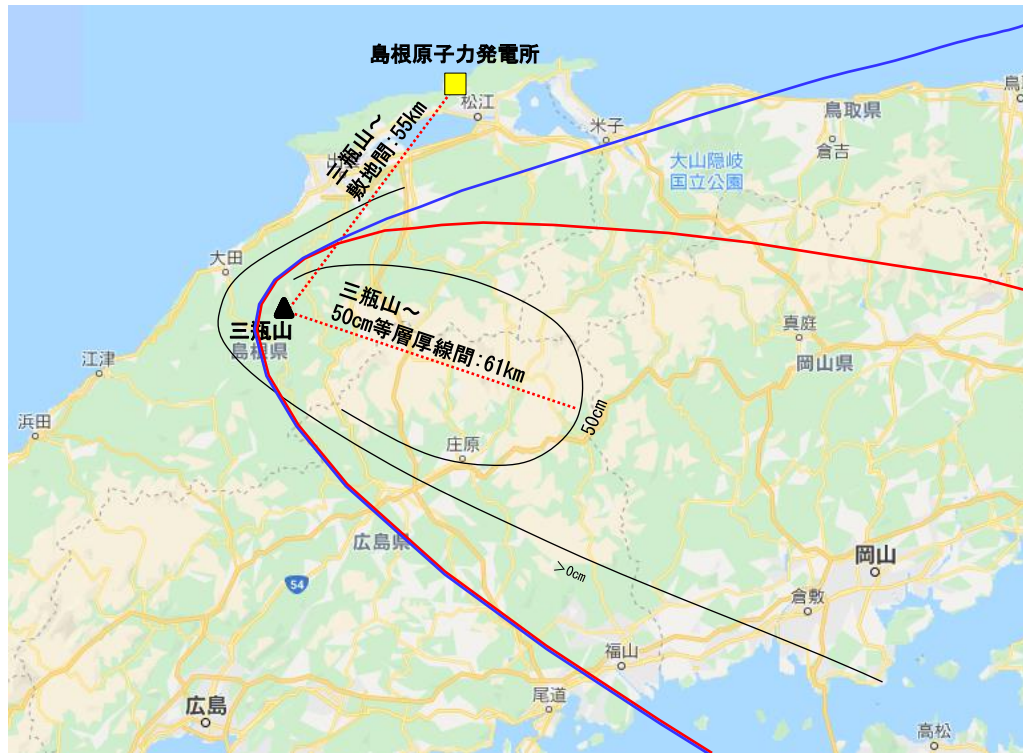 島根原子力発電所
松江
三瓶山～
敷地間：55km
米子
鳥取県
倉吉
大山隠岐
国立公園
大田
三瓶山～
50cm等層厚線間：61km
三瓶山
島根県
真庭
岡山県
江津
浜田
50cm
庄原
広島県
＞0cm
54
岡山
倉敷
福山
尾道
広島
高松